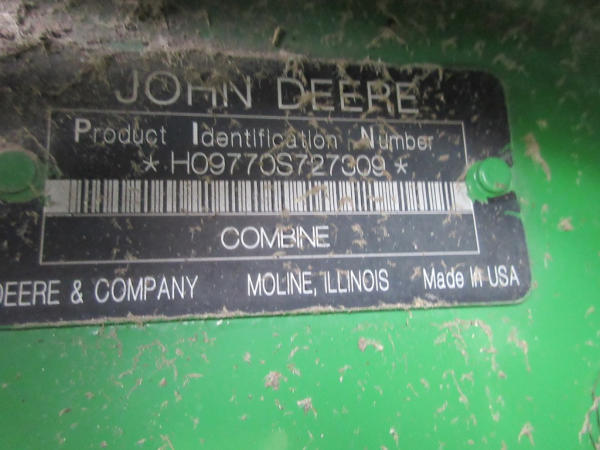 JOHN DEERE
Product Identification Number
* H09770S727309 *
COMBINE
DEERE & COMPANY MOLINE, ILLINOIS Made In USA